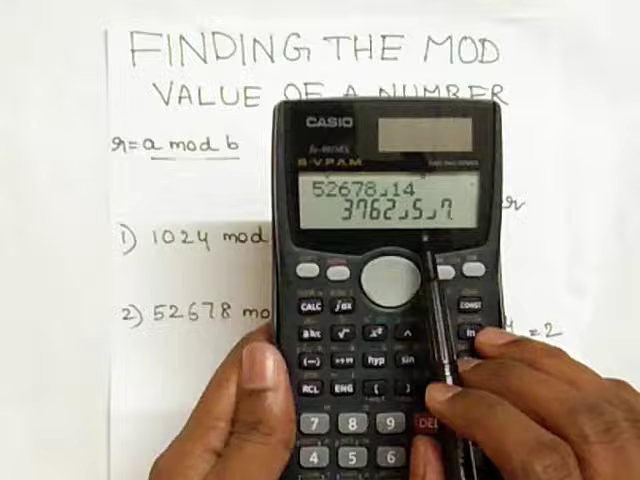 FINDING THE MOD
VALUE OF A NUMBER
r = a mod b
CASIO
S-V.P.A.M.
52678⌟14
3762⌟5⌟7.
r
1) 1024 mod
2) 52678 mo
= 2
CALC ∫dx CONST
a b/c √ x² ^ ln
(−) °'" hyp sin
RCL ENG ( )
7 8 9 DEL
4 5 6